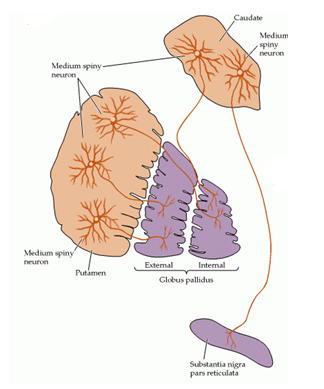 Caudate
Medium
spiny
neuron
Medium spiny
neuron
Medium spiny
neuron
Putamen
External
Internal
Globus pallidus
Substantia nigra
pars reticulata